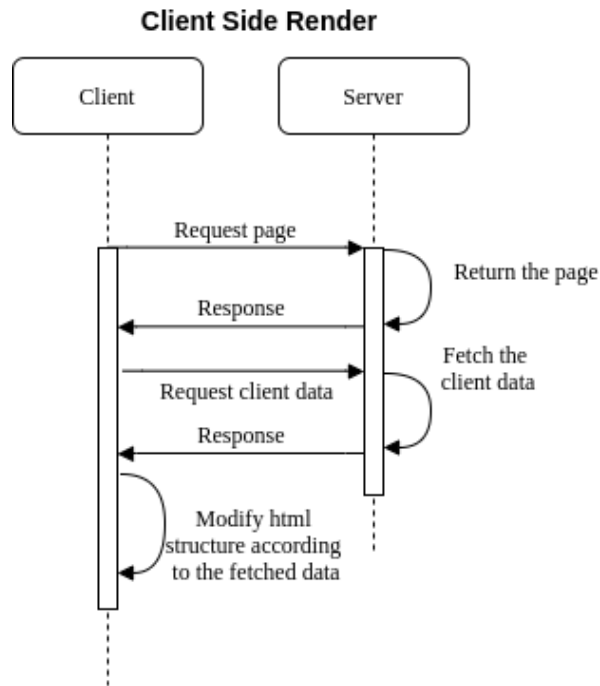 Client Side Render
Client
Server
Request page
Return the page
Response
Fetch the
client data
Request client data
Response
Modify html
structure according
to the fetched data